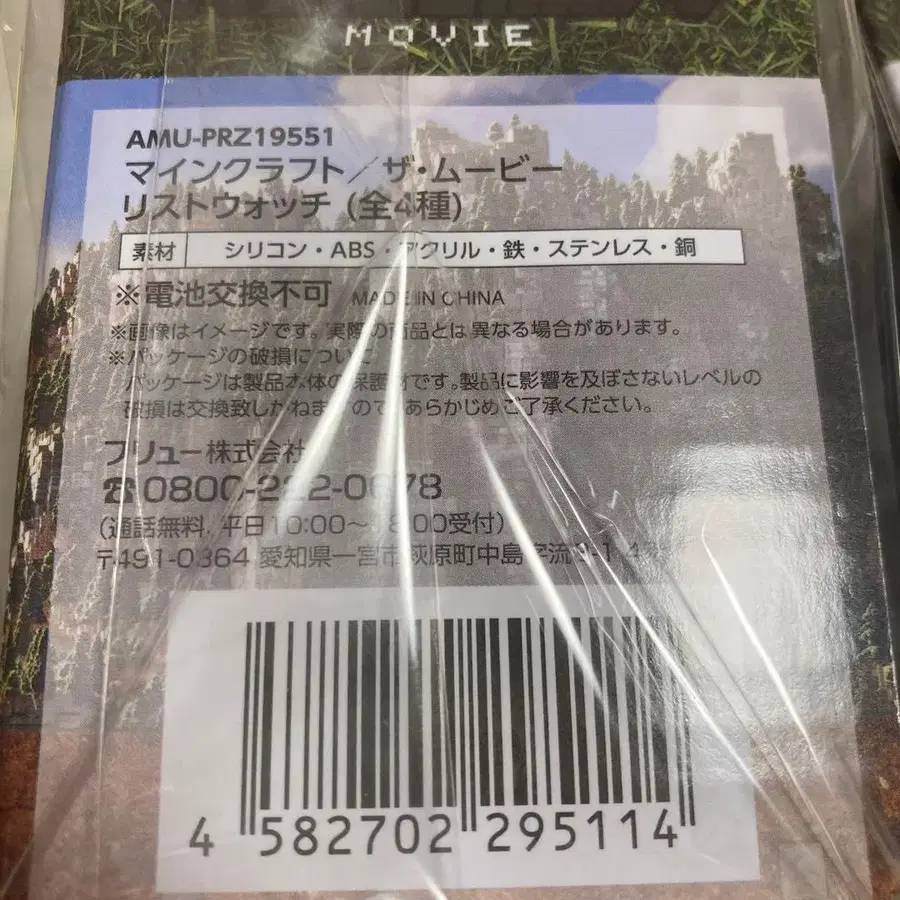 MOVIE
AMU-PRZ19551
マインクラフト／ザ・ムービー
リストウォッチ (全4種)
素材 シリコン・ABS・アクリル・鉄・ステンレス・銅
※電池交換不可 MADE IN CHINA
※画像はイメージです。実際の商品とは異なる場合があります。
※パッケージの破損について
パッケージは製品本体の保護材です。製品に影響を及ぼさないレベルの
破損は交換致しかねますので、あらかじめご了承ください。
フリュー株式会社
☎0800-222-0678
(通話無料, 平日10:00～18:00受付)
〒491-0364 愛知県一宮市萩原町中島字流
4 582702 295114